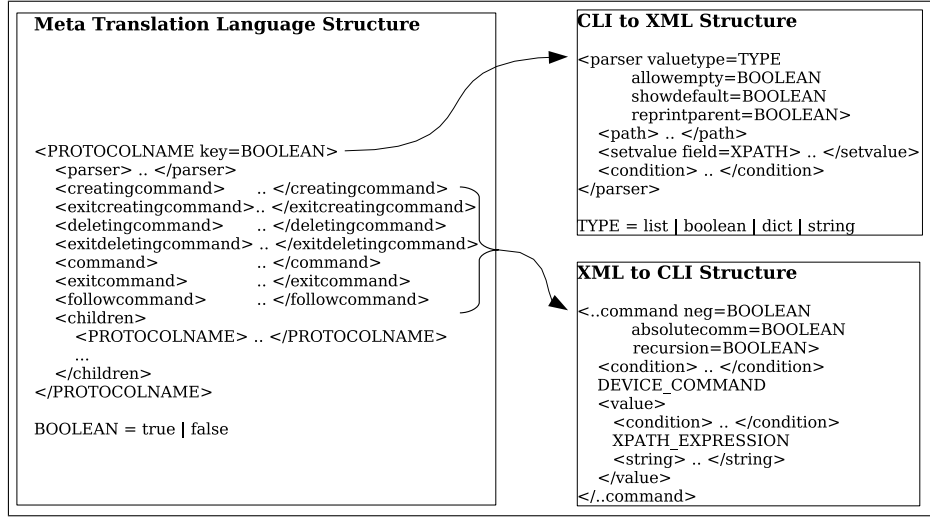 Meta Translation Language Structure
<PROTOCOLNAME key=BOOLEAN>
<parser> .. </parser>
<creatingcommand> .. </creatingcommand>
<exitcreatingcommand>.. </exitcreatingcommand>
<deletingcommand> .. </deletingcommand>
<exitdeletingcommand> .. </exitdeletingcommand>
<command> .. </command>
<exitcommand> .. </exitcommand>
<followcommand> .. </followcommand>
<children>
<PROTOCOLNAME> .. </PROTOCOLNAME>
...
</children>
</PROTOCOLNAME>
BOOLEAN = true | false
CLI to XML Structure
<parser valuetype=TYPE
allowempty=BOOLEAN
showdefault=BOOLEAN
reprintparent=BOOLEAN>
<path> .. </path>
<setvalue field=XPATH> .. </setvalue>
<condition> .. </condition>
</parser>
TYPE = list | boolean | dict | string
XML to CLI Structure
<..command neg=BOOLEAN
absolutecomm=BOOLEAN
recursion=BOOLEAN>
<condition> .. </condition>
DEVICE_COMMAND
<value>
<condition> .. </condition>
XPATH_EXPRESSION
<string> .. </string>
</value>
</..command>